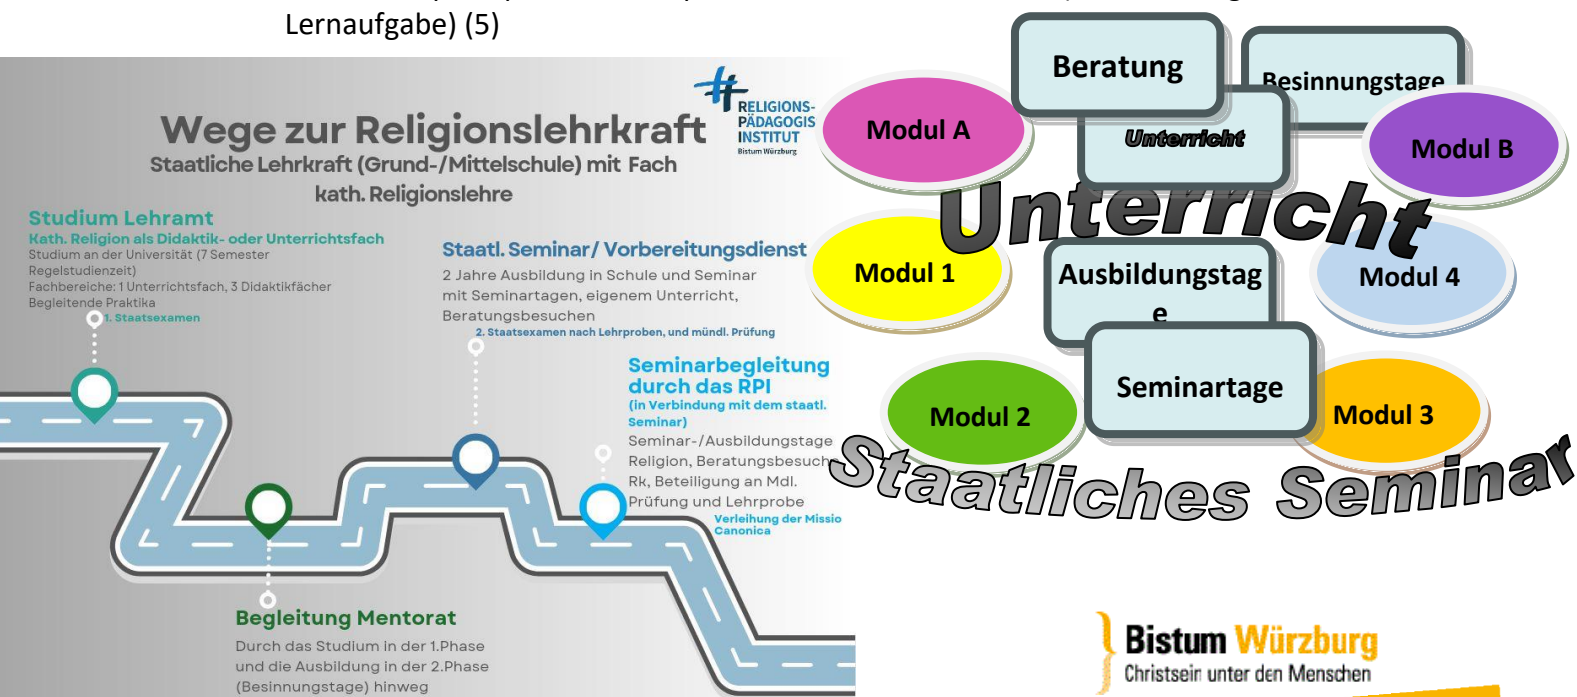 Lernaufgabe) (5)
RELIGIONS-
PÄDAGOGIS
INSTITUT
Bistum Würzburg
Wege zur Religionslehrkraft
Staatliche Lehrkraft (Grund-/Mittelschule) mit Fach
kath. Religionslehre
Studium Lehramt
Kath. Religion als Didaktik- oder Unterrichtsfach
Studium an der Universität (7 Semester
Regelstudienzeit)
Fachbereiche: 1 Unterrichtsfach, 3 Didaktikfächer
Begleitende Praktika
1. Staatsexamen
Staatl. Seminar/ Vorbereitungsdienst
2 Jahre Ausbildung in Schule und Seminar
mit Seminartagen, eigenem Unterricht,
Beratungsbesuchen
2. Staatsexamen nach Lehrproben, und mündl. Prüfung
Seminarbegleitung
durch das RPI
(in Verbindung mit dem staatl.
Seminar)
Seminar-/Ausbildungstage
Religion, Beratungsbesuche
Rk, Beteiligung an Mdl.
Prüfung und Lehrprobe
Verleihung der Missio
Canonica
Begleitung Mentorat
Durch das Studium in der 1.Phase
und die Ausbildung in der 2.Phase
(Besinnungstage) hinweg
Beratung
Besinnungstage
Modul A
Unterricht
Modul B
Unterricht
Modul 1
Ausbildungstag
e
Modul 4
Seminartage
Modul 2
Modul 3
Staatliches Seminar
Bistum Würzburg
Christsein unter den Menschen